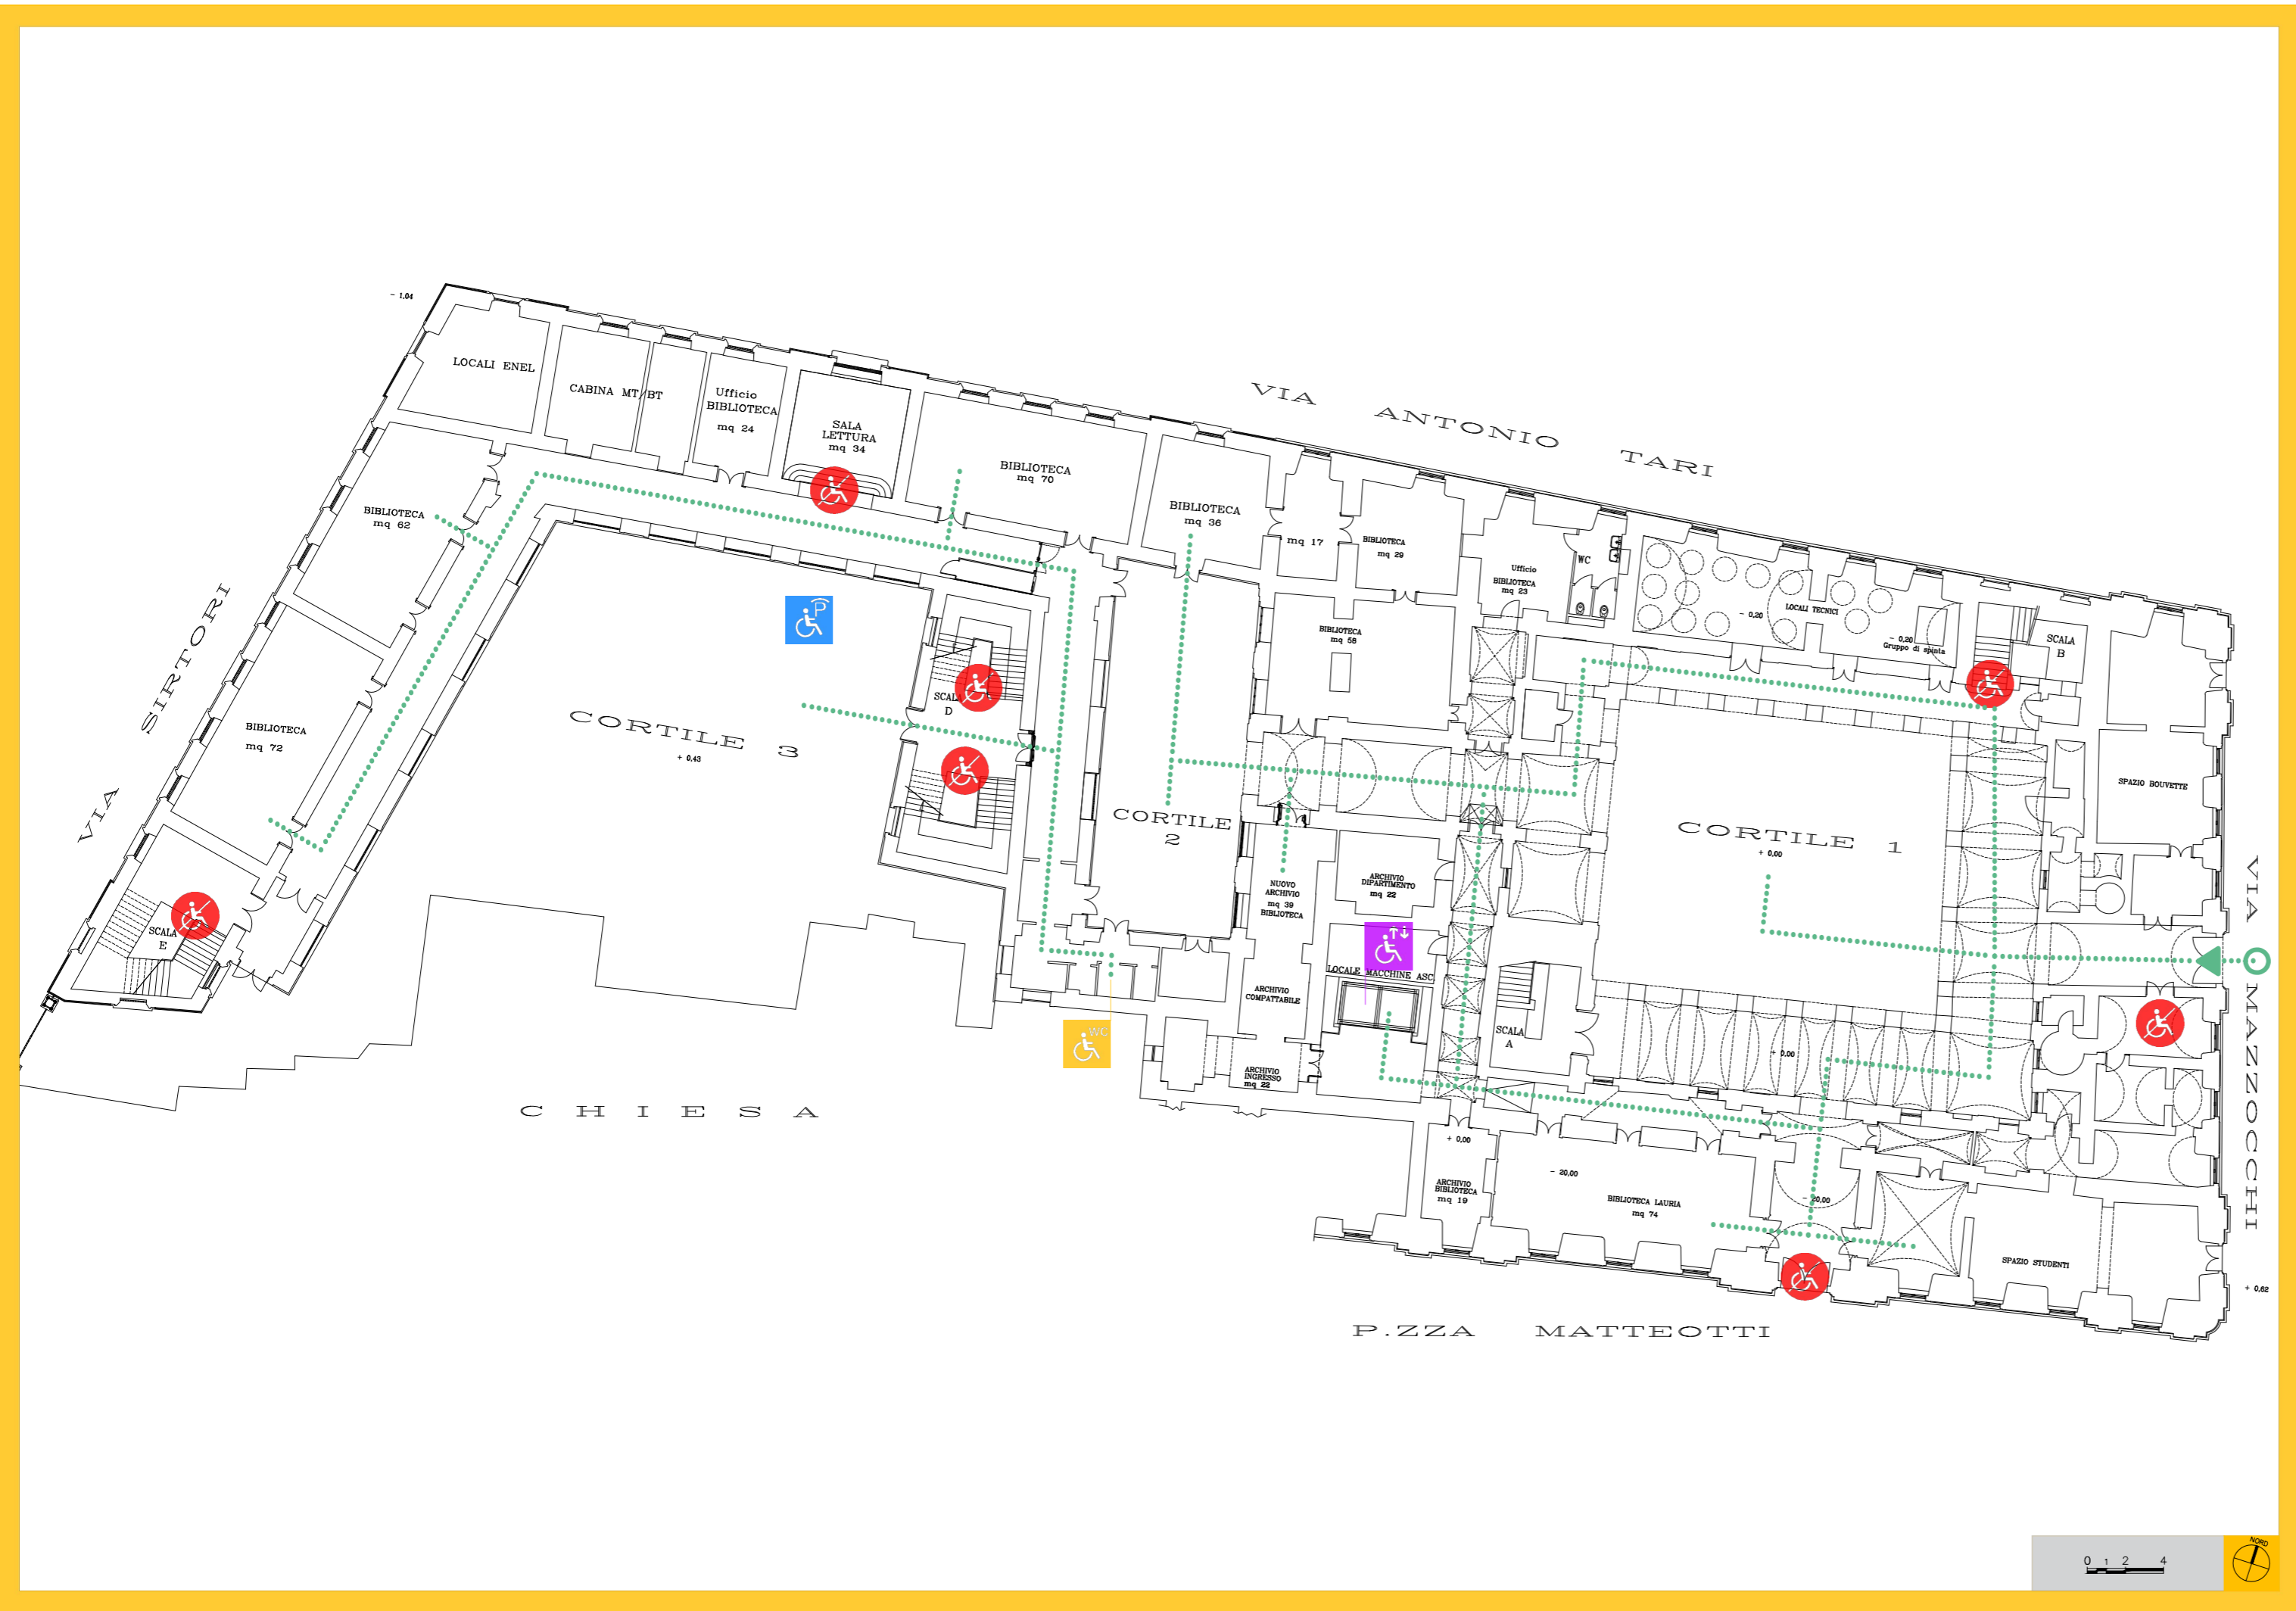 - 1,04
LOCALI ENEL
CABINA MT/BT
Ufficio
BIBLIOTECA
mq 24
SALA
LETTURA
mq 34
BIBLIOTECA
mq 70
BIBLIOTECA
mq 62
BIBLIOTECA
mq 72
BIBLIOTECA
mq 36
mq 17
BIBLIOTECA
mq 29
BIBLIOTECA
mq 58
Ufficio
BIBLIOTECA
mq 23
WC
LOCALI TECNICI
- 0,20
- 0,20
Gruppo di spinta
SCALA
B
SPAZIO BOUVETTE
VIA ANTONIO TARI
VIA SIRTORI
VIA MAZZOCCHI
P
SCALA
D
CORTILE 3
+ 0,43
CORTILE
2
CORTILE 1
+ 0,00
SCALA
E
NUOVO
ARCHIVIO
mq 39
BIBLIOTECA
ARCHIVIO
DIPARTIMENTO
mq 22
LOCALE MACCHINE ASC.
ARCHIVIO
COMPATTABILE
ARCHIVIO
INGRESSO
mq 22
SCALA
A
+ 0,00
WC
CHIESA
+ 0,00
ARCHIVIO
BIBLIOTECA
mq 19
- 20,00
BIBLIOTECA LAURIA
mq 74
- 20,00
SPAZIO STUDENTI
+ 0,62
P.ZZA MATTEOTTI
0 1 2 4
NORD